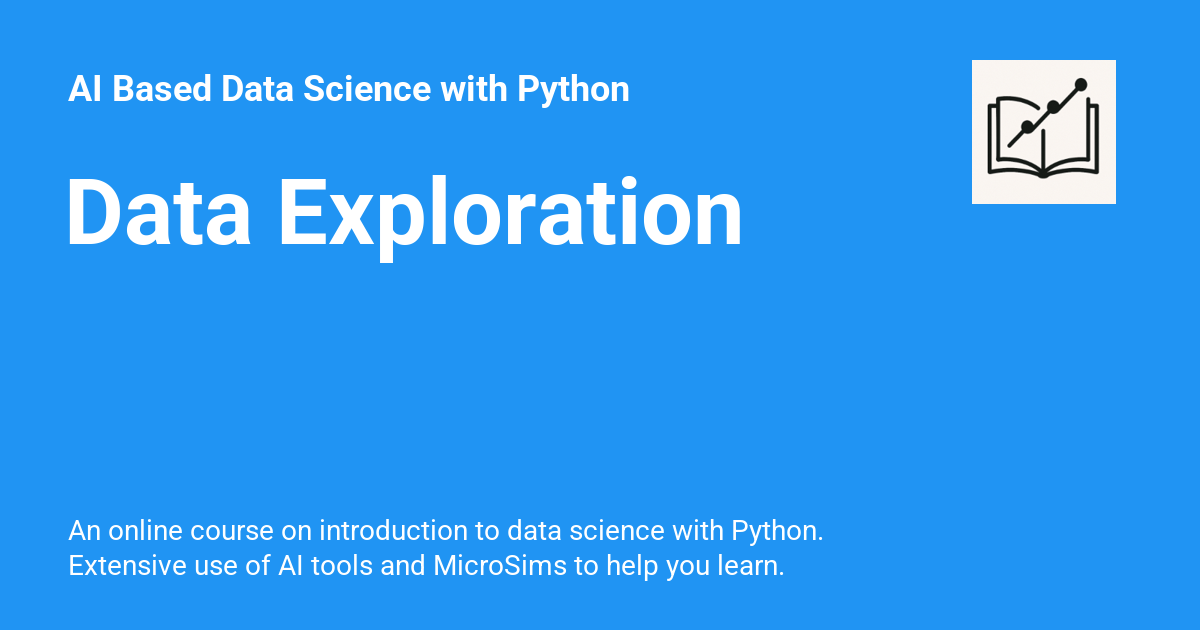 AI Based Data Science with Python
Data Exploration
An online course on introduction to data science with Python.
Extensive use of AI tools and MicroSims to help you learn.